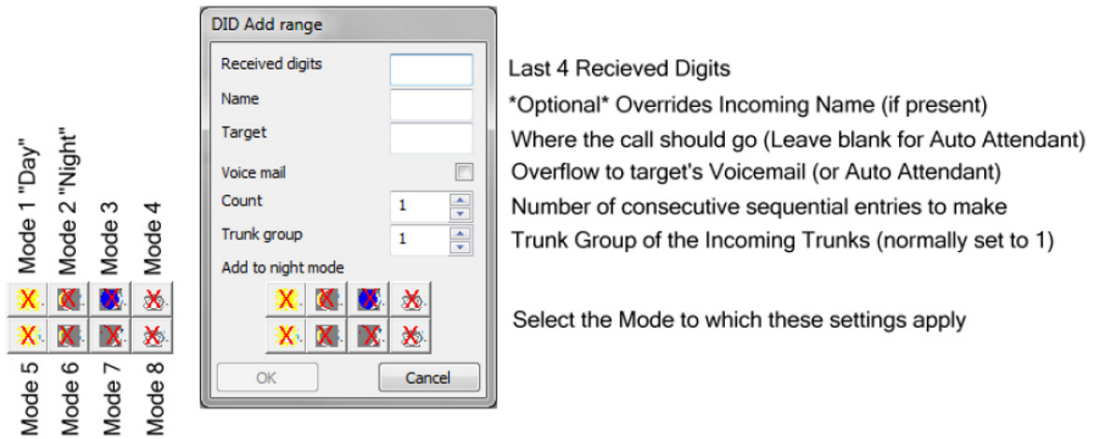 DID Add range
Received digits
Last 4 Recieved Digits
Name
*Optional* Overrides Incoming Name (if present)
Target
Where the call should go (Leave blank for Auto Attendant)
Voice mail
Overflow to target's Voicemail (or Auto Attendant)
Count
1
Number of consecutive sequential entries to make
Trunk group
1
Trunk Group of the Incoming Trunks (normally set to 1)
Add to night mode
Select the Mode to which these settings apply
OK
Cancel
Mode 1 "Day"
Mode 2 "Night"
Mode 3
Mode 4
Mode 5
Mode 6
Mode 7
Mode 8